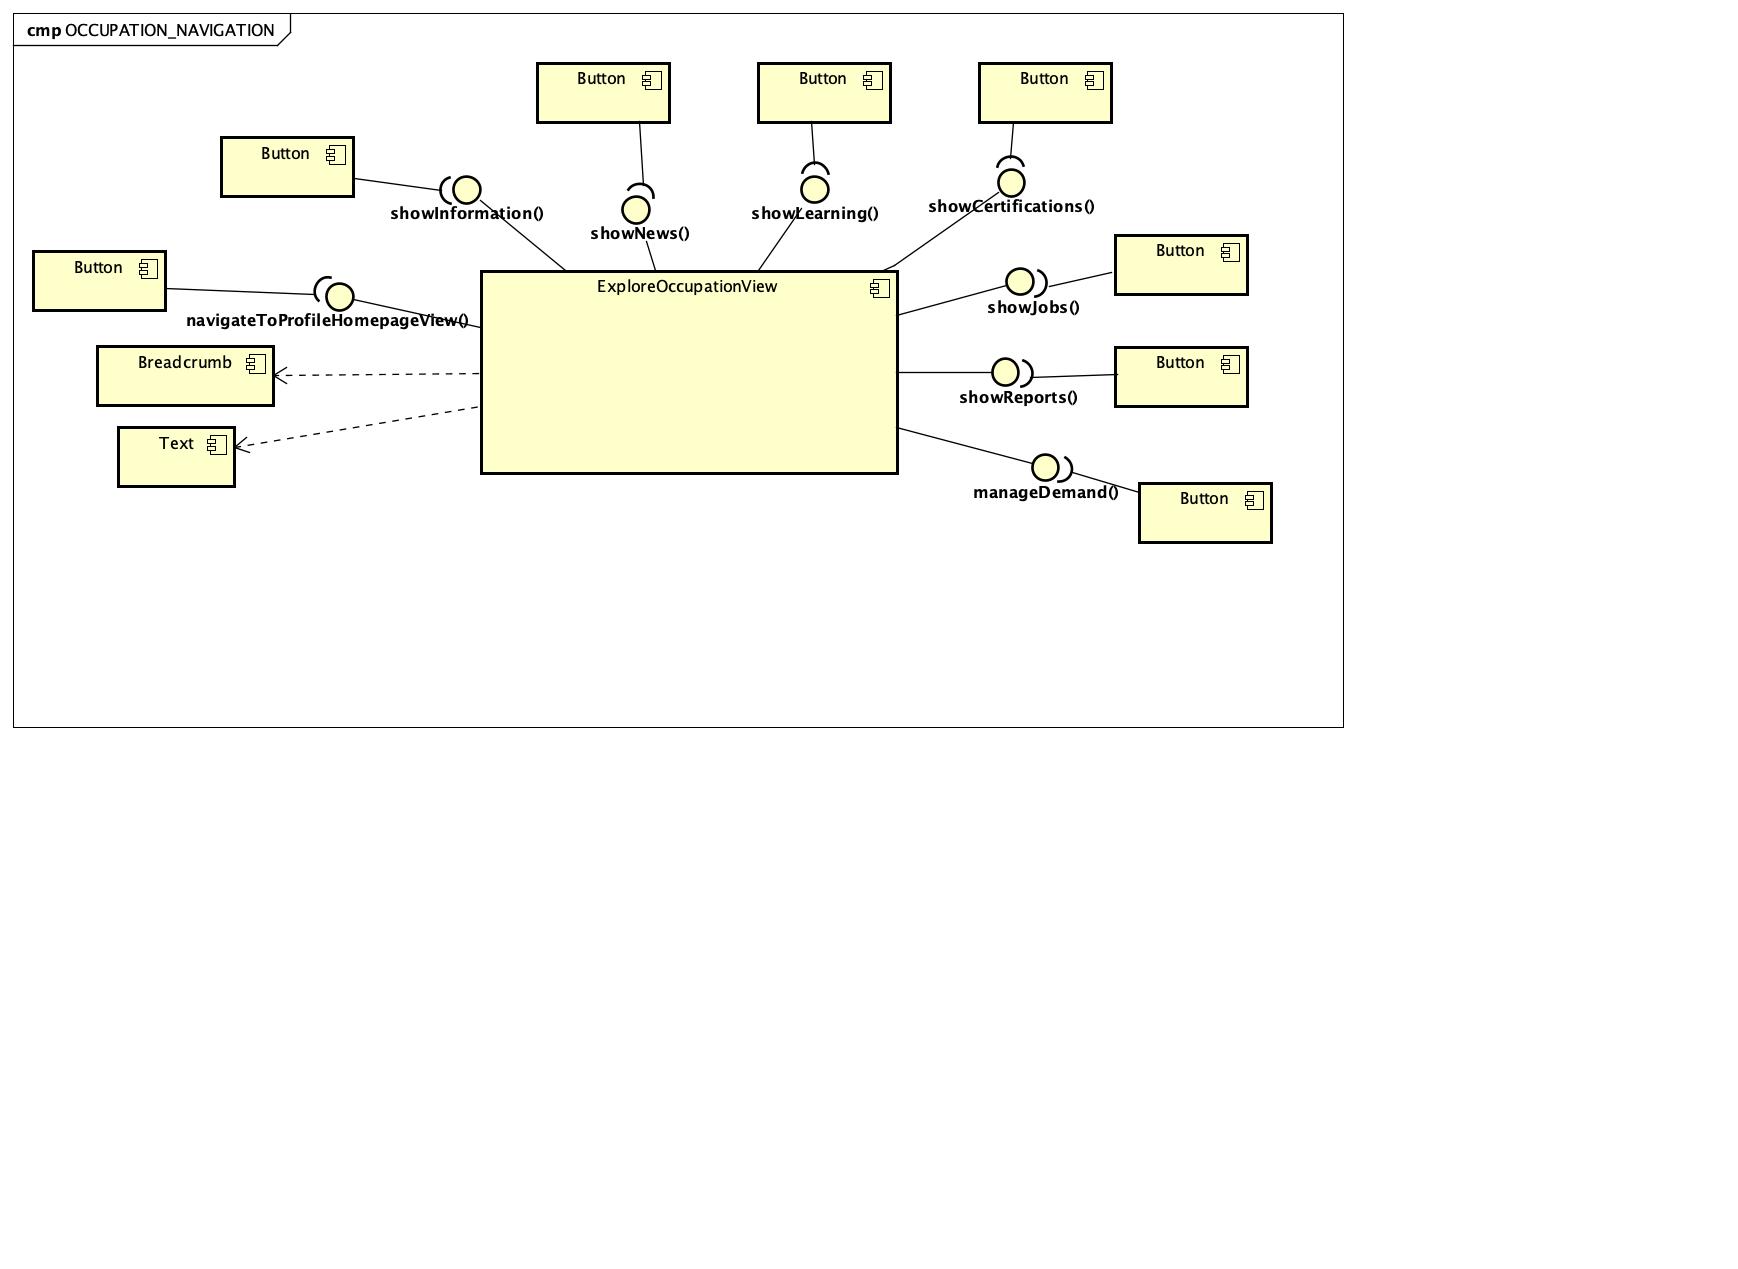 cmp OCCUPATION_NAVIGATION
Button
Button
Button
Button
showInformation()
showNews()
showLearning()
showCertifications()
Button
Button
ExploreOccupationView
showJobs()
navigateToProfileHomepageView()
Breadcrumb
Button
showReports()
Text
manageDemand()
Button